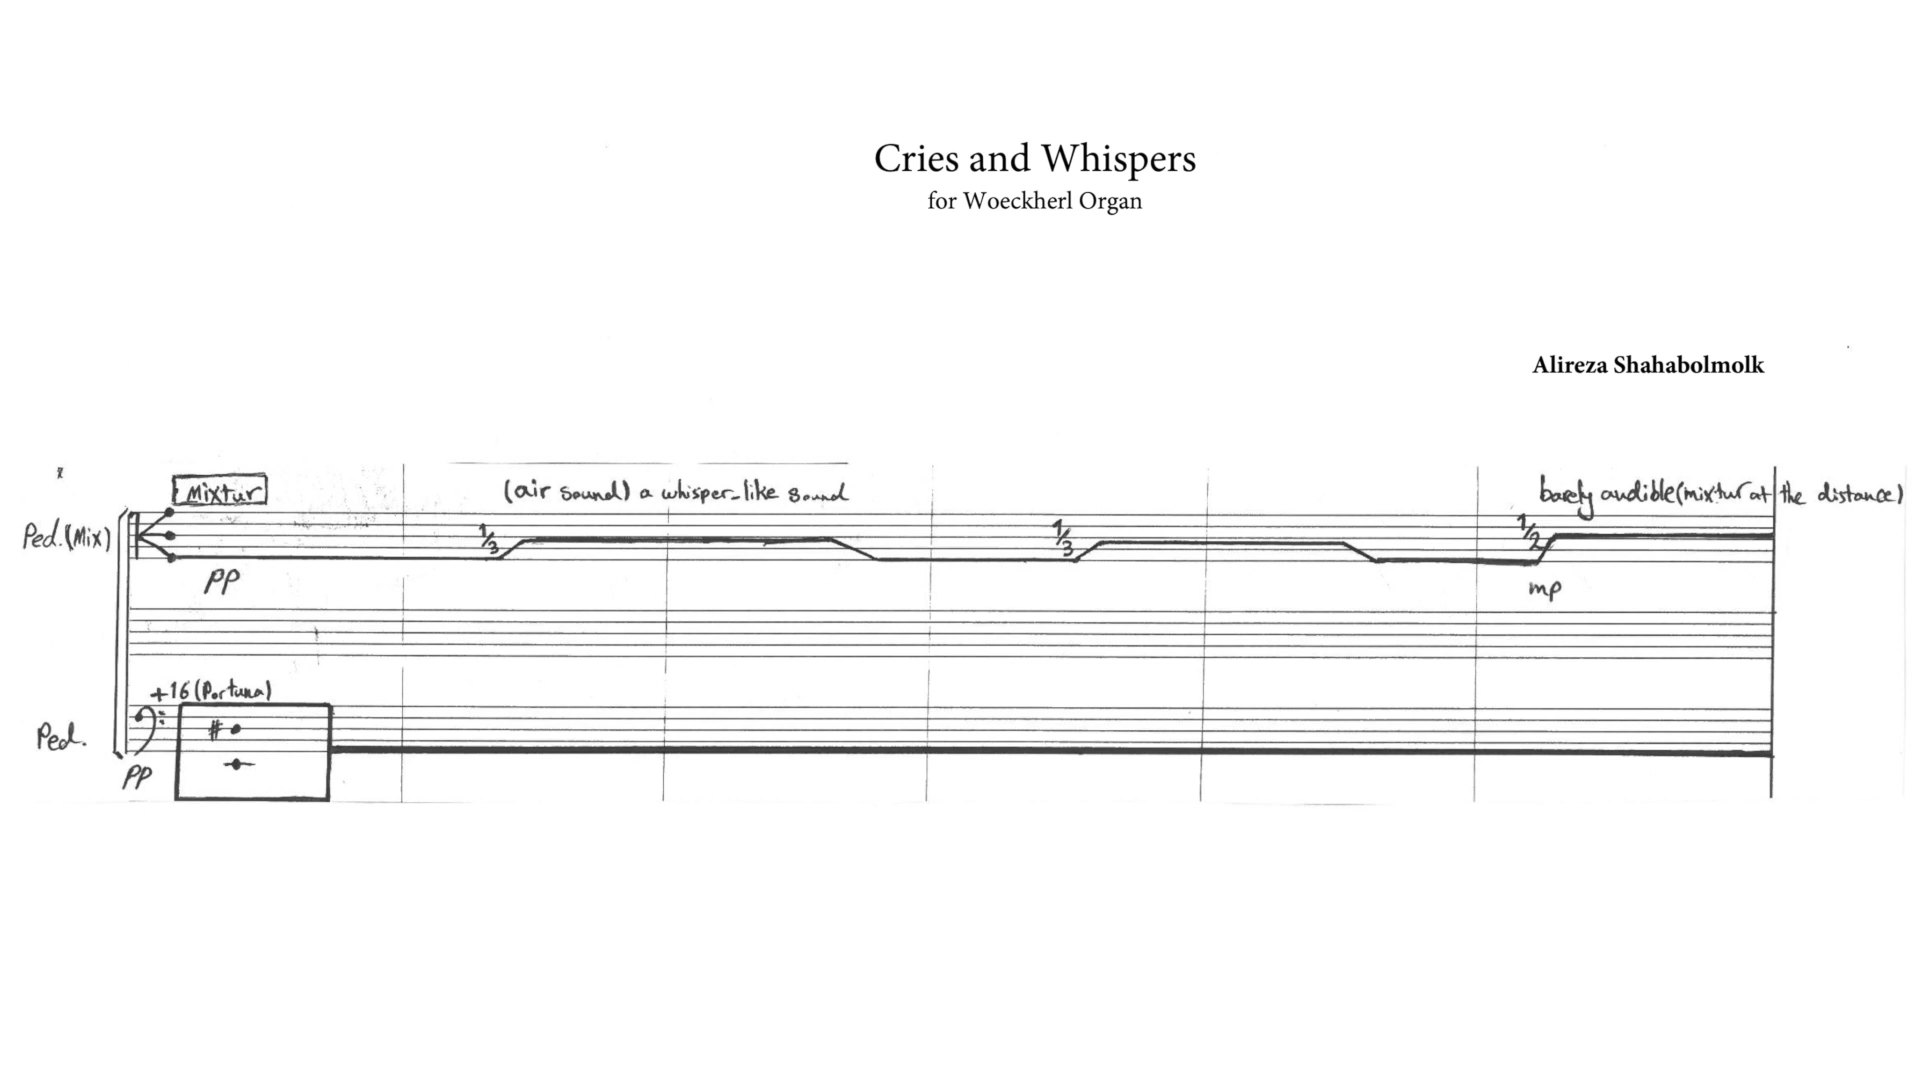 Cries and Whispers
for Woeckherl Organ
Alireza Shahabolmolk
Mixtur
(air sound) a whisper-like sound
barely audible(mixtur at the distance)
Ped.(Mix)
1/3
1/3
1/2
pp
mp
+16 (Portuna)
Ped.
pp